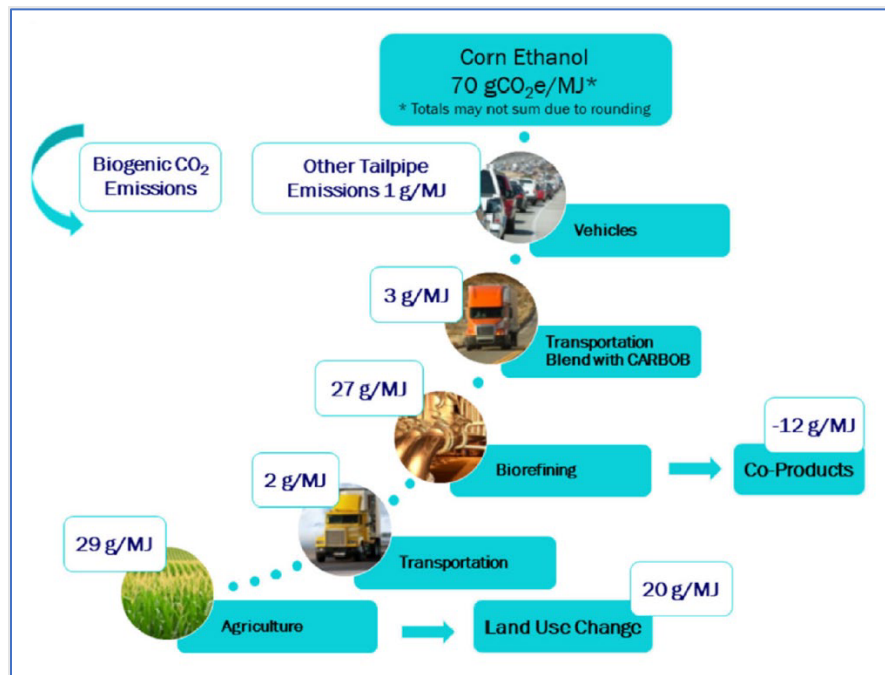 Corn Ethanol
70 gCO₂e/MJ*
* Totals may not sum due to rounding
Biogenic CO₂
Emissions
Other Tailpipe
Emissions 1 g/MJ
Vehicles
3 g/MJ
Transportation
Blend with CARBOB
27 g/MJ
Biorefining
-12 g/MJ
Co-Products
2 g/MJ
Transportation
29 g/MJ
Agriculture
20 g/MJ
Land Use Change